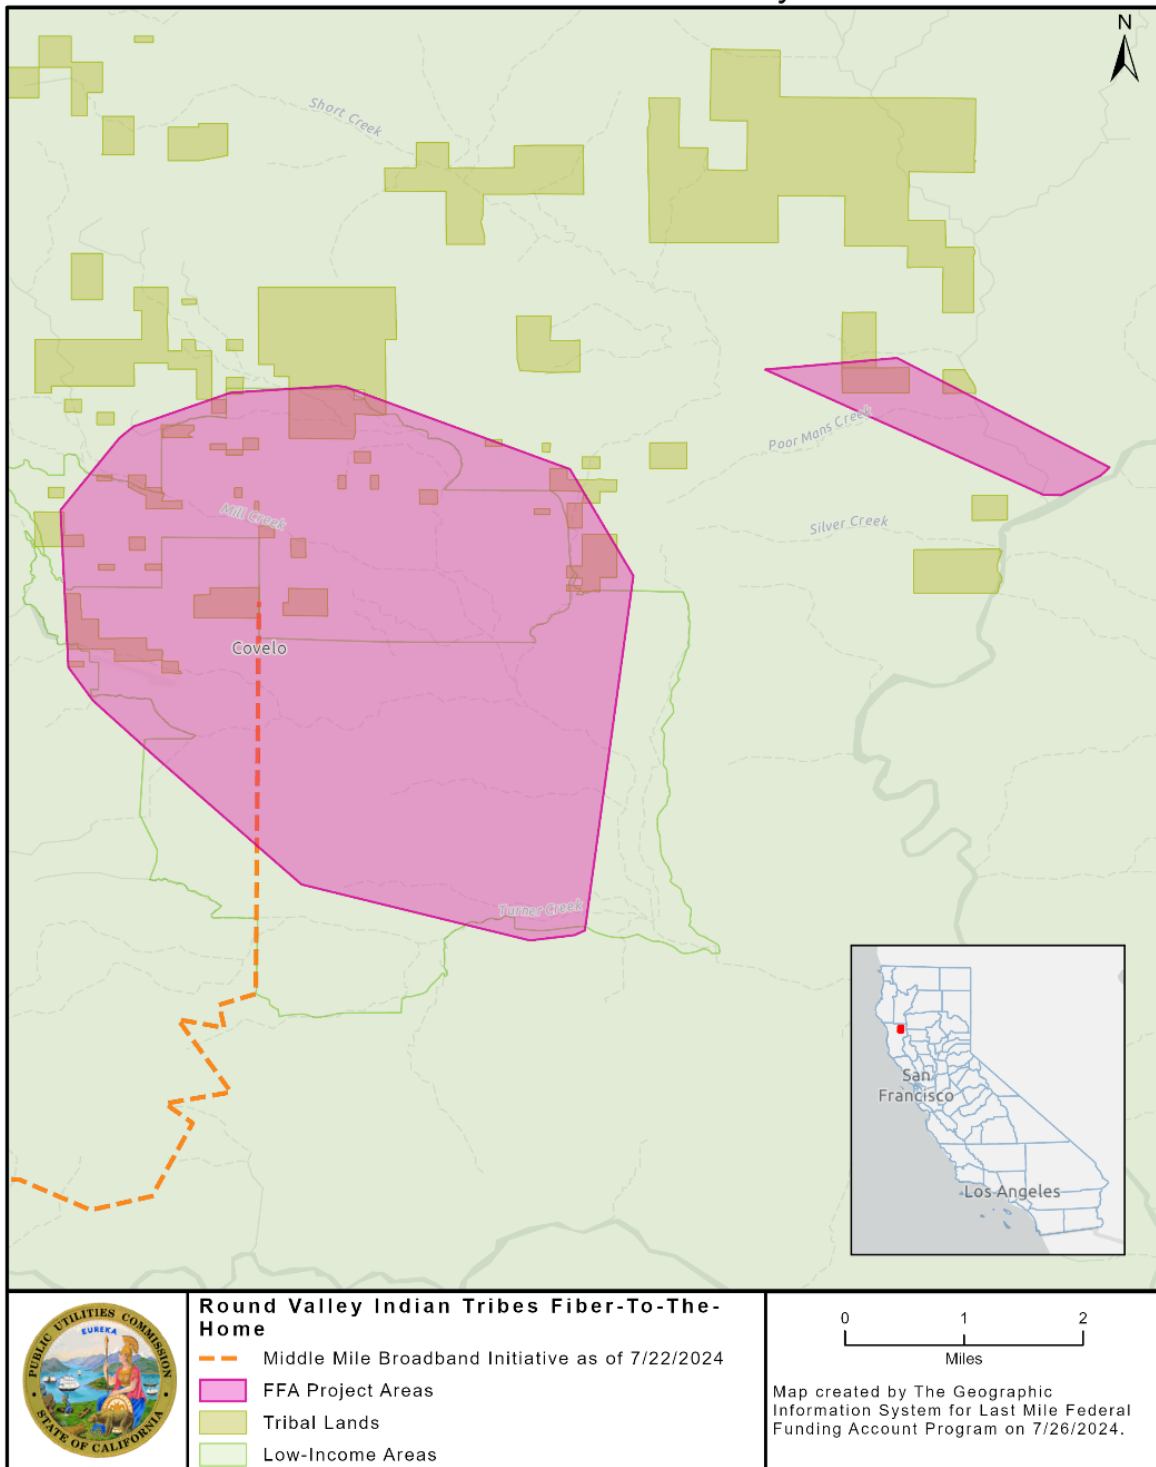 N
Short Creek
Poor Mans Creek
Mill Creek
Silver Creek
Covelo
Turner Creek
San
Francisco
Los Angeles
PUBLIC UTILITIES COMMISSION
EUREKA
STATE OF CALIFORNIA
Round Valley Indian Tribes Fiber-To-The-
Home
Middle Mile Broadband Initiative as of 7/22/2024
FFA Project Areas
Tribal Lands
Low-Income Areas
0 1 2
Miles
Map created by The Geographic
Information System for Last Mile Federal
Funding Account Program on 7/26/2024.